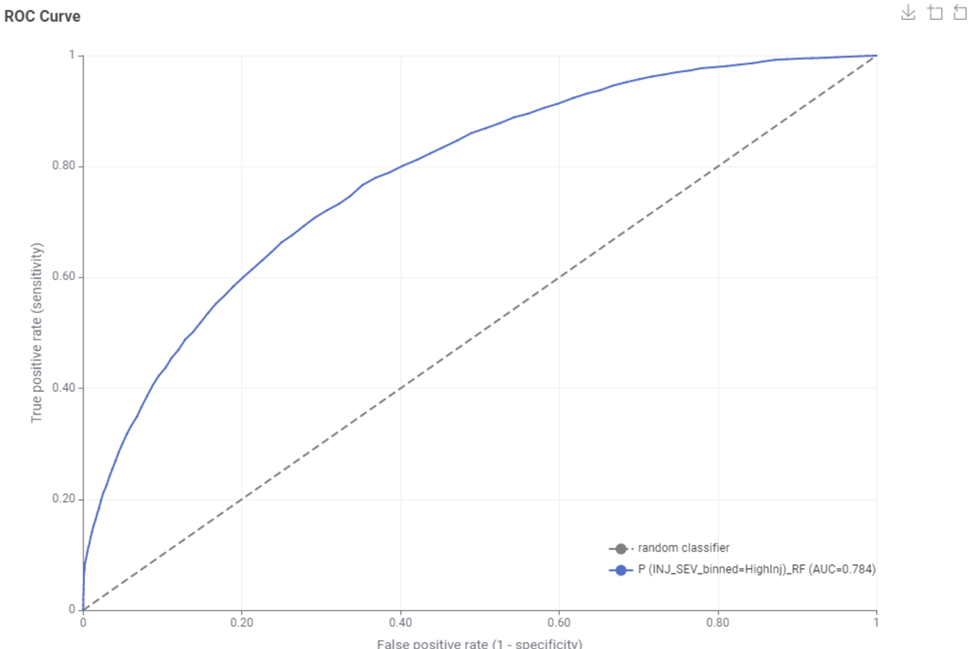 ROC Curve
1
0.80
0.60
0.40
0.20
0
True positive rate (sensitivity)
random classifier
P (INJ_SEV_binned=HighInj)_RF (AUC=0.784)
0 0.20 0.40 0.60 0.80 1
False positive rate (1 - specificity)